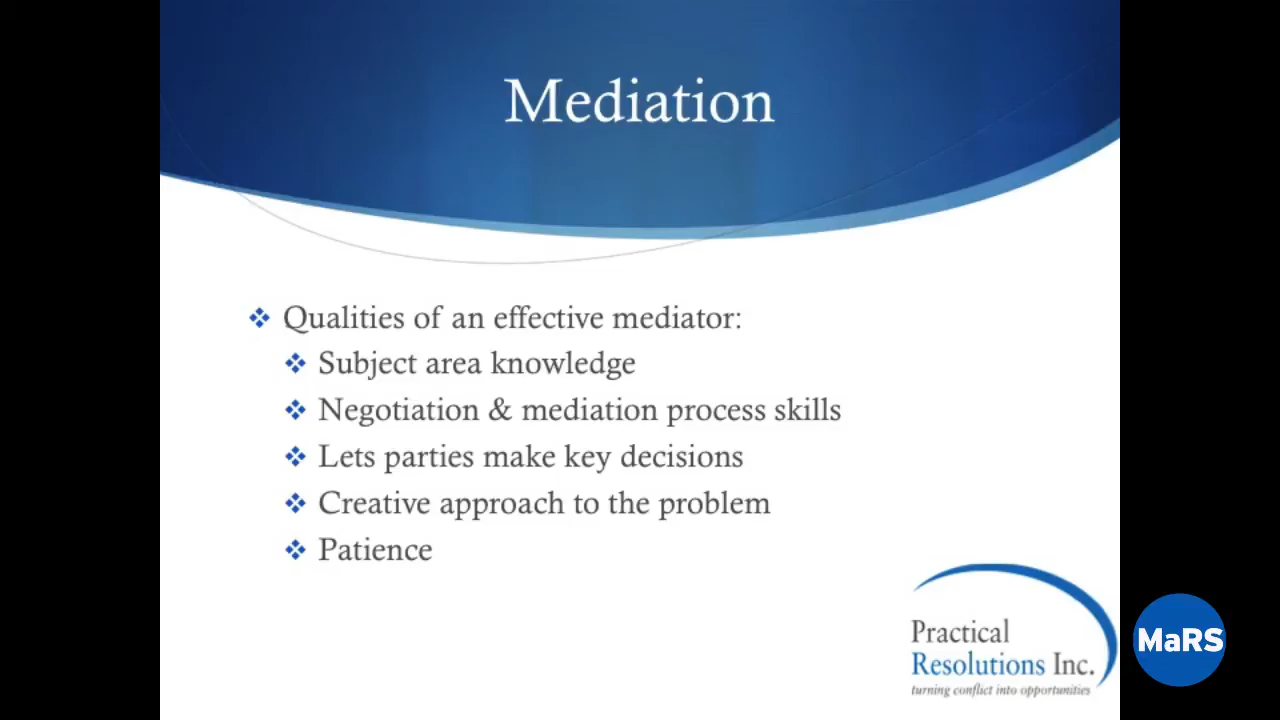 Mediation
Qualities of an effective mediator:
Subject area knowledge
Negotiation & mediation process skills
Lets parties make key decisions
Creative approach to the problem
Patience
Practical
Resolutions Inc.
turning conflict into opportunities
MaRS